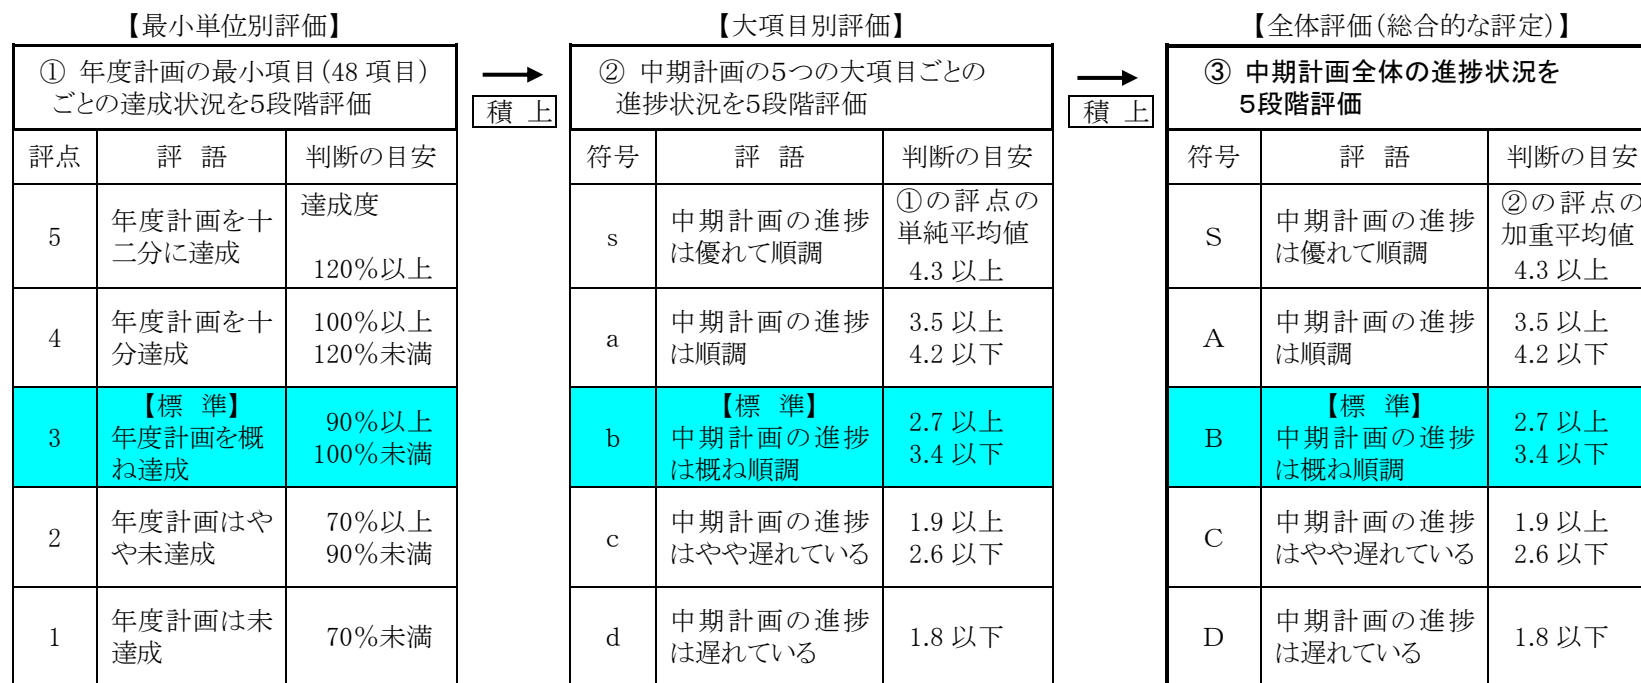 【最小単位別評価】
① 年度計画の最小項目(48 項目)
ごとの達成状況を5段階評価
評点 評 語 判断の目安
5 年度計画を十
二分に達成
達成度
120%以上
4 年度計画を十
分達成
100%以上
120%未満
3 【標 準】
年度計画を概
ね達成
90%以上
100%未満
2 年度計画はや
や未達成
70%以上
90%未満
1 年度計画は未
達成
70%未満
積 上
【大項目別評価】
② 中期計画の5つの大項目ごとの
進捗状況を5段階評価
符号 評 語 判断の目安
s 中期計画の進捗
は優れて順調
①の評点の
単純平均値
4.3 以上
a 中期計画の進捗
は順調
3.5 以上
4.2 以下
b 【標 準】
中期計画の進捗
は概ね順調
2.7 以上
3.4 以下
c 中期計画の進捗
はやや遅れている
1.9 以上
2.6 以下
d 中期計画の進捗
は遅れている
1.8 以下
積 上
【全体評価(総合的な評定)】
③ 中期計画全体の進捗状況を
5段階評価
符号 評 語 判断の目安
S 中期計画の進捗
は優れて順調
②の評点の
加重平均値
4.3 以上
A 中期計画の進捗
は順調
3.5 以上
4.2 以下
B 【標 準】
中期計画の進捗
は概ね順調
2.7 以上
3.4 以下
C 中期計画の進捗
はやや遅れている
1.9 以上
2.6 以下
D 中期計画の進捗
は遅れている
1.8 以下